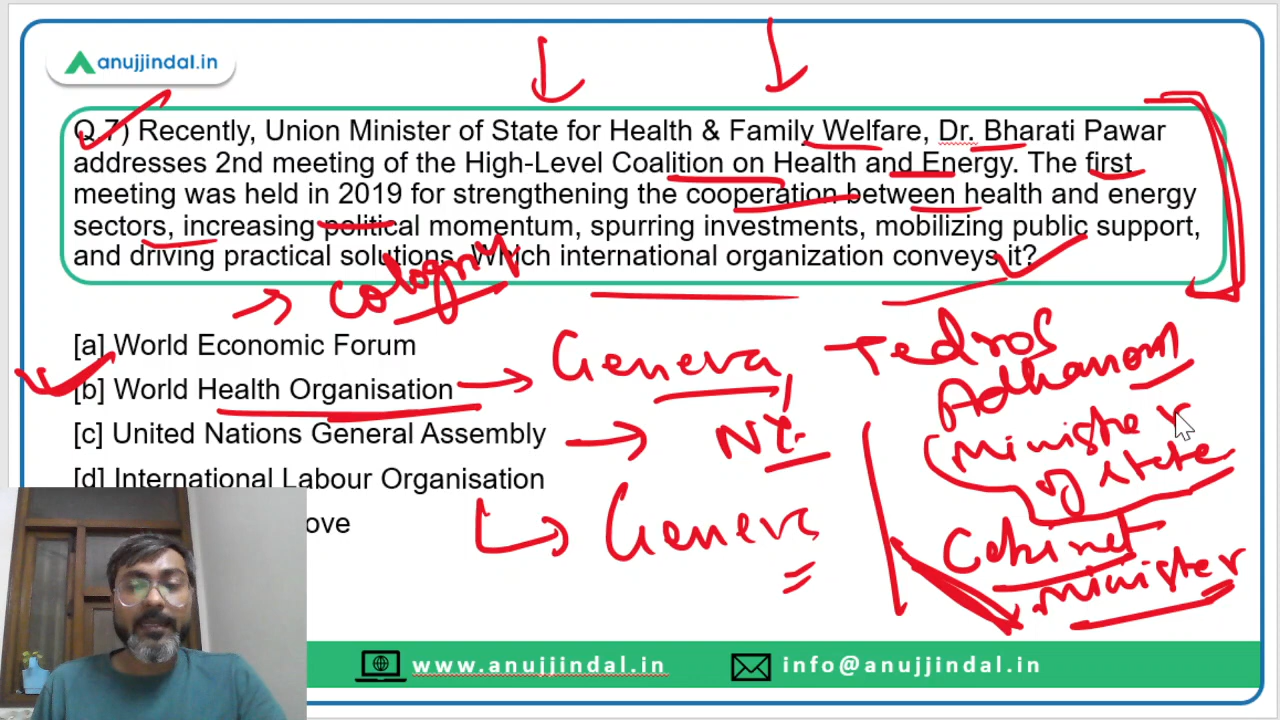 anujjindal.in
Q.7) Recently, Union Minister of State for Health & Family Welfare, Dr. Bharati Pawar
addresses 2nd meeting of the High-Level Coalition on Health and Energy. The first
meeting was held in 2019 for strengthening the cooperation between health and energy
sectors, increasing political momentum, spurring investments, mobilizing public support,
and driving practical solutions. Which international organization conveys it?
Cologny
[a] World Economic Forum
[b] World Health Organisation
Geneva,
Tedros
Adhanom
[c] United Nations General Assembly
NY.
(Minister
of state
[d] International Labour Organisation
Geneva
Cabinet
Minister
ove
www.anujjindal.in
info@anujjindal.in